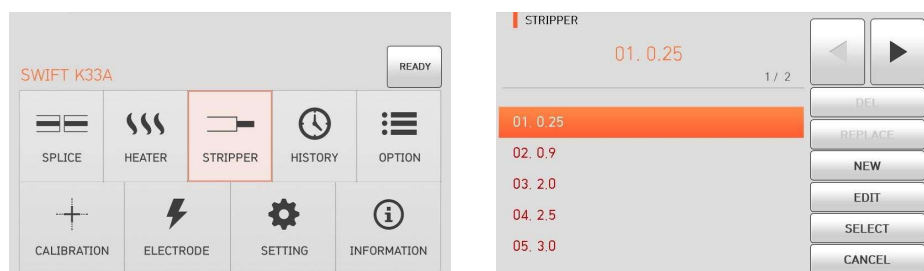 SWIFT K33A
READY
SPLICE
HEATER
STRIPPER
HISTORY
OPTION
CALIBRATION
ELECTRODE
SETTING
INFORMATION
STRIPPER
01. 0.25
1 / 2
01. 0.25
02. 0.9
03. 2.0
04. 2.5
05. 3.0
DEL
REPLACE
NEW
EDIT
SELECT
CANCEL